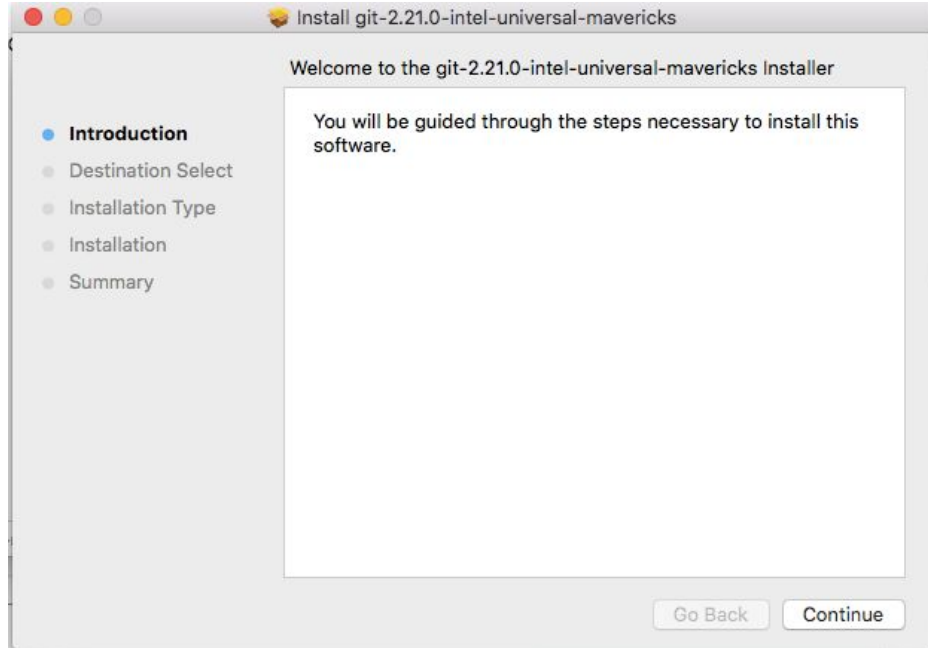 Install git-2.21.0-intel-universal-mavericks
Welcome to the git-2.21.0-intel-universal-mavericks Installer
Introduction
Destination Select
Installation Type
Installation
Summary
You will be guided through the steps necessary to install this
software.
Go Back
Continue